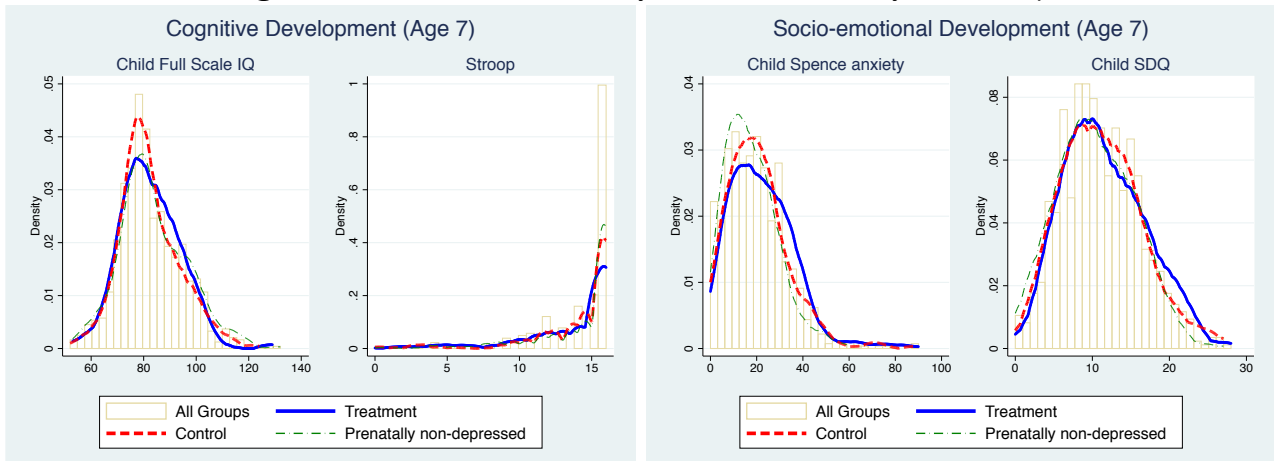 Cognitive Development (Age 7)
Child Full Scale IQ
Density
0 .01 .02 .03 .04 .05
60 80 100 120 140
Stroop
Density
0 .2 .4 .6 .8 1
0 5 10 15
All Groups Treatment
Control Prenatally non-depressed
Socio-emotional Development (Age 7)
Child Spence anxiety
Density
0 .01 .02 .03 .04
0 20 40 60 80 100
Child SDQ
Density
0 .02 .04 .06 .08
0 10 20 30
All Groups Treatment
Control Prenatally non-depressed